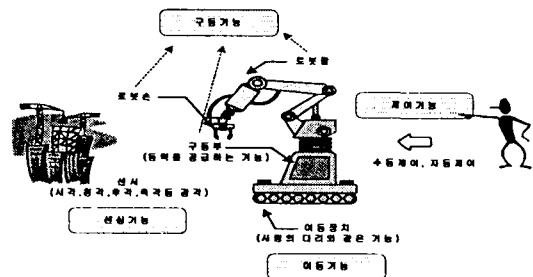 구동기능
로봇팔
로봇손
제어기능
구동부
(동력을 공급하는 기능)
수동제어, 자동제어
센서
(시각,청각,후각,촉각등 감각)
센싱기능
이동장치
(사람의 다리와 같은 기능)
이동기능